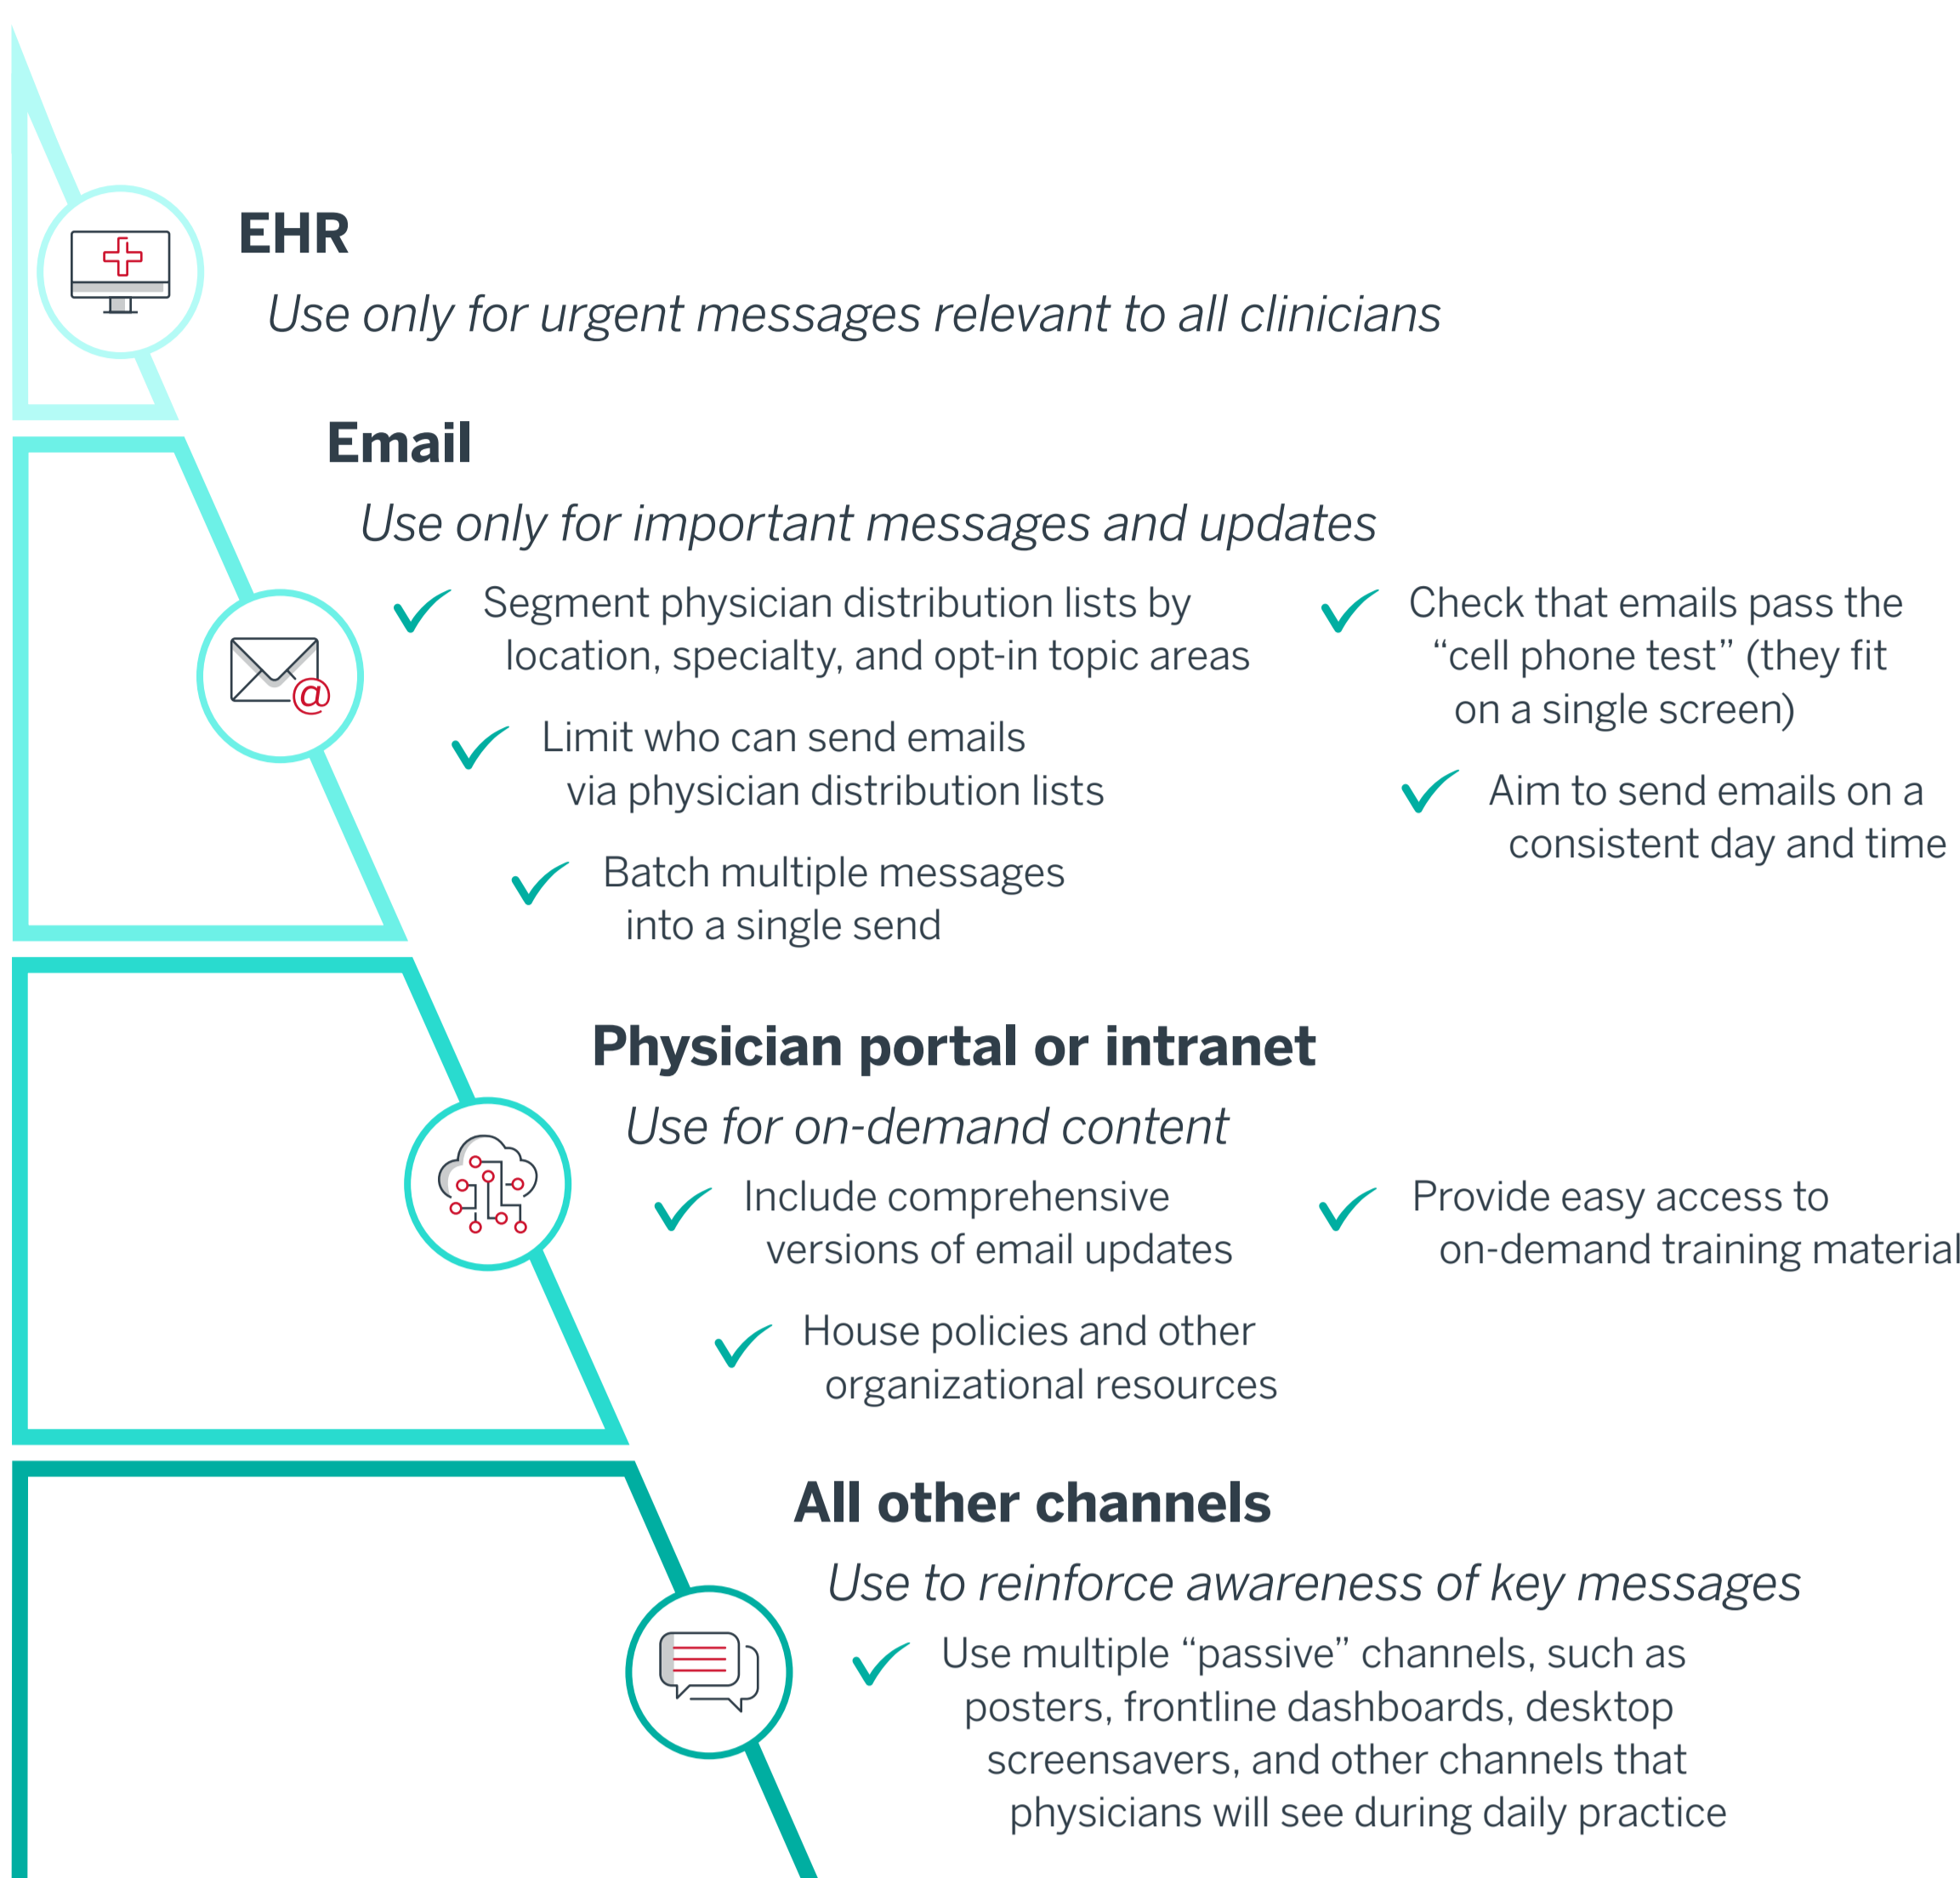 EHR
Use only for urgent messages relevant to all clinicians
Email
Use only for important messages and updates
Segment physician distribution lists by
location, specialty, and opt-in topic areas
Limit who can send emails
via physician distribution lists
Batch multiple messages
into a single send
Check that emails pass the
“cell phone test” (they fit
on a single screen)
Aim to send emails on a
consistent day and time
@
Physician portal or intranet
Use for on-demand content
Include comprehensive
versions of email updates
House policies and other
organizational resources
Provide easy access to
on-demand training material
All other channels
Use to reinforce awareness of key messages
Use multiple “passive” channels, such as
posters, frontline dashboards, desktop
screensavers, and other channels that
physicians will see during daily practice